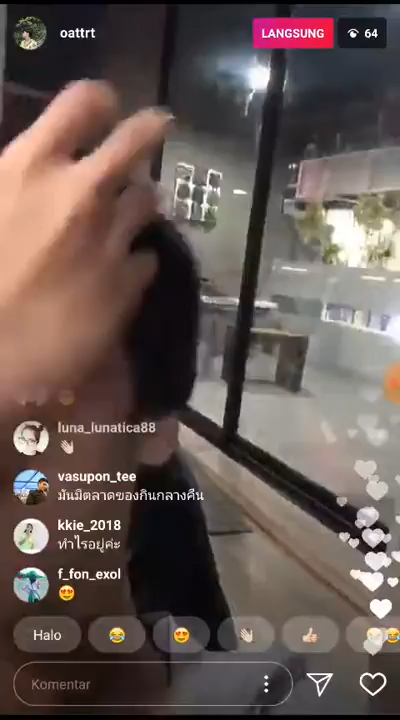 oattrt
LANGSUNG
64
luna_lunatica88
👋🏻
vasupon_tee
มันมีตลาดของกินกลางคืน
kkie_2018
ทำไรอยู่ค่ะ
f_fon_exol
😍
Halo 😂 😍 👋🏻 👍🏻 😂
Komentar